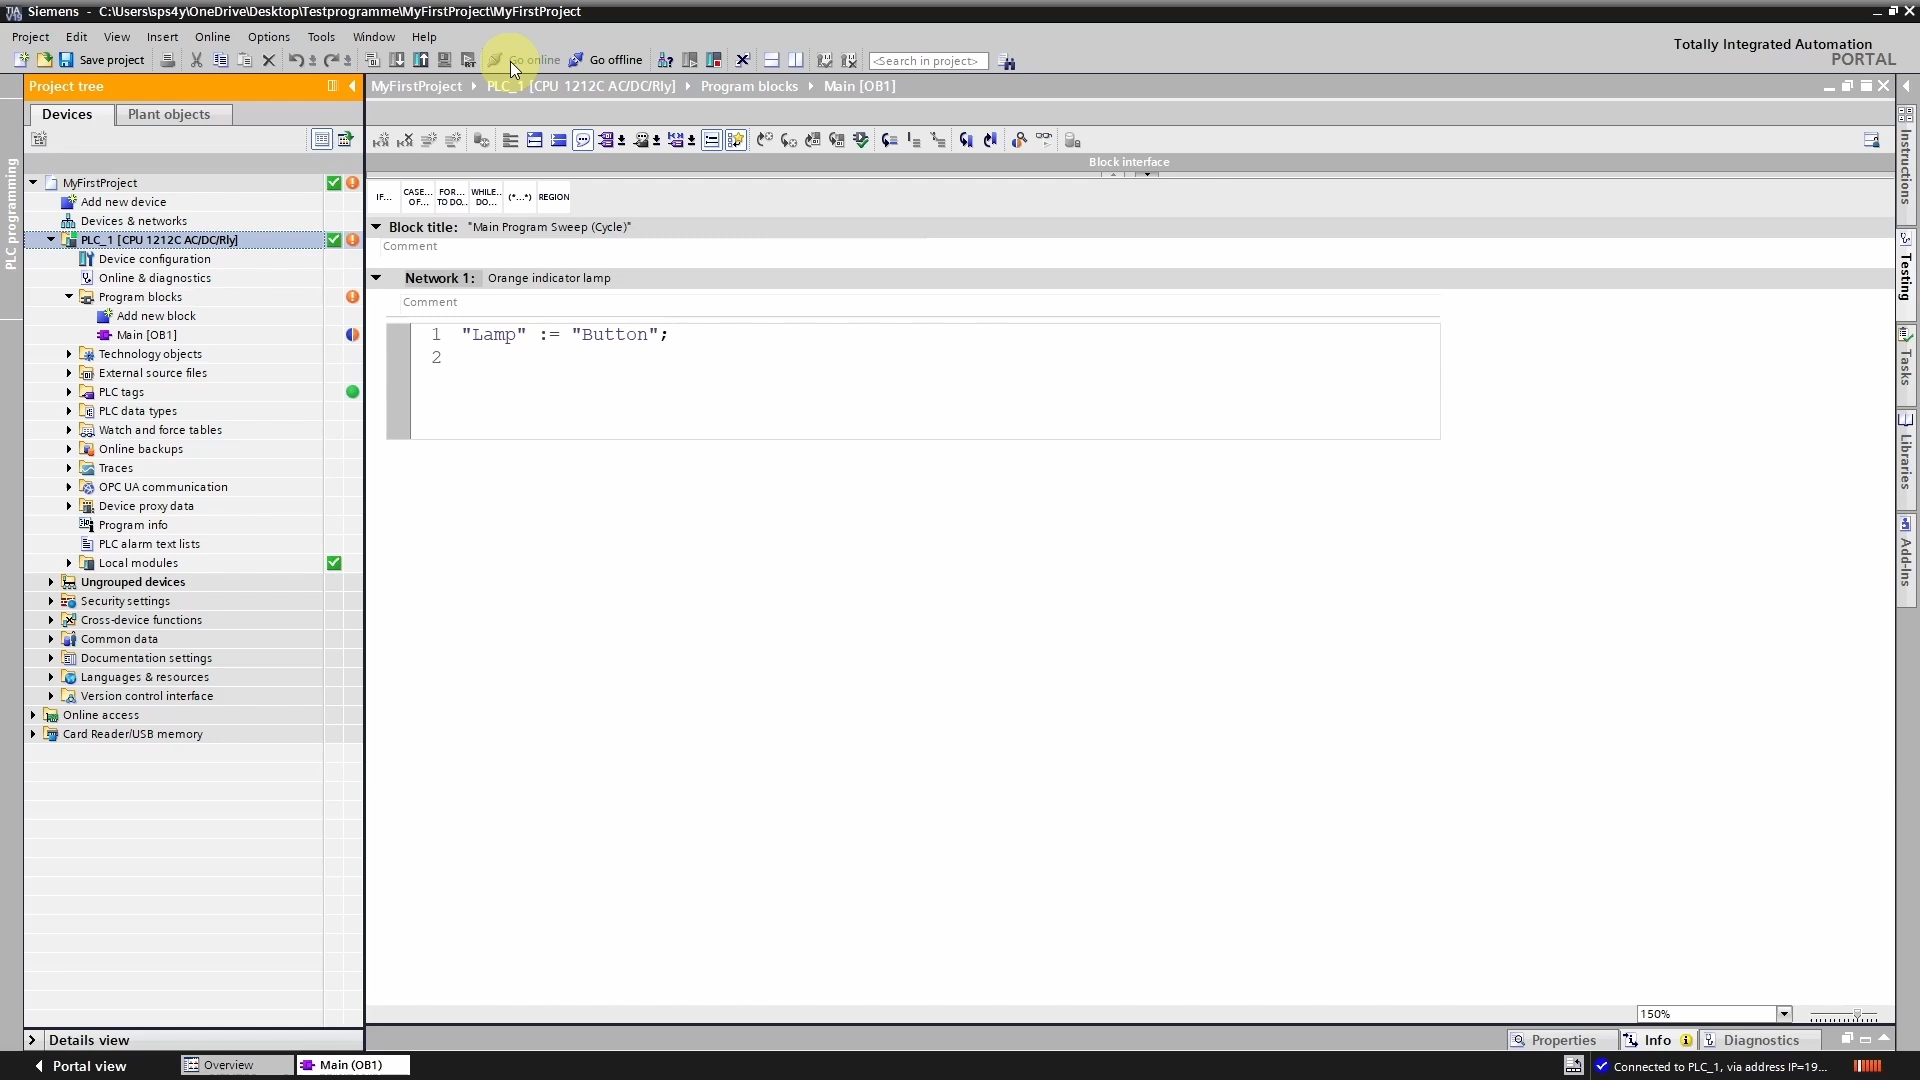 Siemens - C:\Users\sps4y\OneDrive\Desktop\Testprogramme\MyFirstProject\MyFirstProject
Project Edit View Insert Online Options Tools Window Help
Totally Integrated Automation
PORTAL
Save project
Go online
Go offline
<Search in project>
Project tree
MyFirstProject PLC_1 [CPU 1212C AC/DC/Rly] Program blocks Main [OB1]
Devices
Plant objects
PLC programming
Block interface
IF...
CASE... OF...
FOR... TO DO...
WHILE.. DO...
(*...*)
REGION
MyFirstProject
Add new device
Devices & networks
PLC_1 [CPU 1212C AC/DC/Rly]
Device configuration
Online & diagnostics
Program blocks
Add new block
Main [OB1]
Technology objects
External source files
PLC tags
PLC data types
Watch and force tables
Online backups
Traces
OPC UA communication
Device proxy data
Program info
PLC alarm text lists
Local modules
Ungrouped devices
Security settings
Cross-device functions
Common data
Documentation settings
Languages & resources
Version control interface
Online access
Card Reader/USB memory
Block title: "Main Program Sweep (Cycle)"
Comment
Network 1: Orange indicator lamp
Comment
1 "Lamp" := "Button";
2
Instructions
Testing
Tasks
Libraries
Add-Ins
150%
Details view
Properties
Info
Diagnostics
Portal view
Overview
Main (OB1)
Connected to PLC_1, via address IP=19...